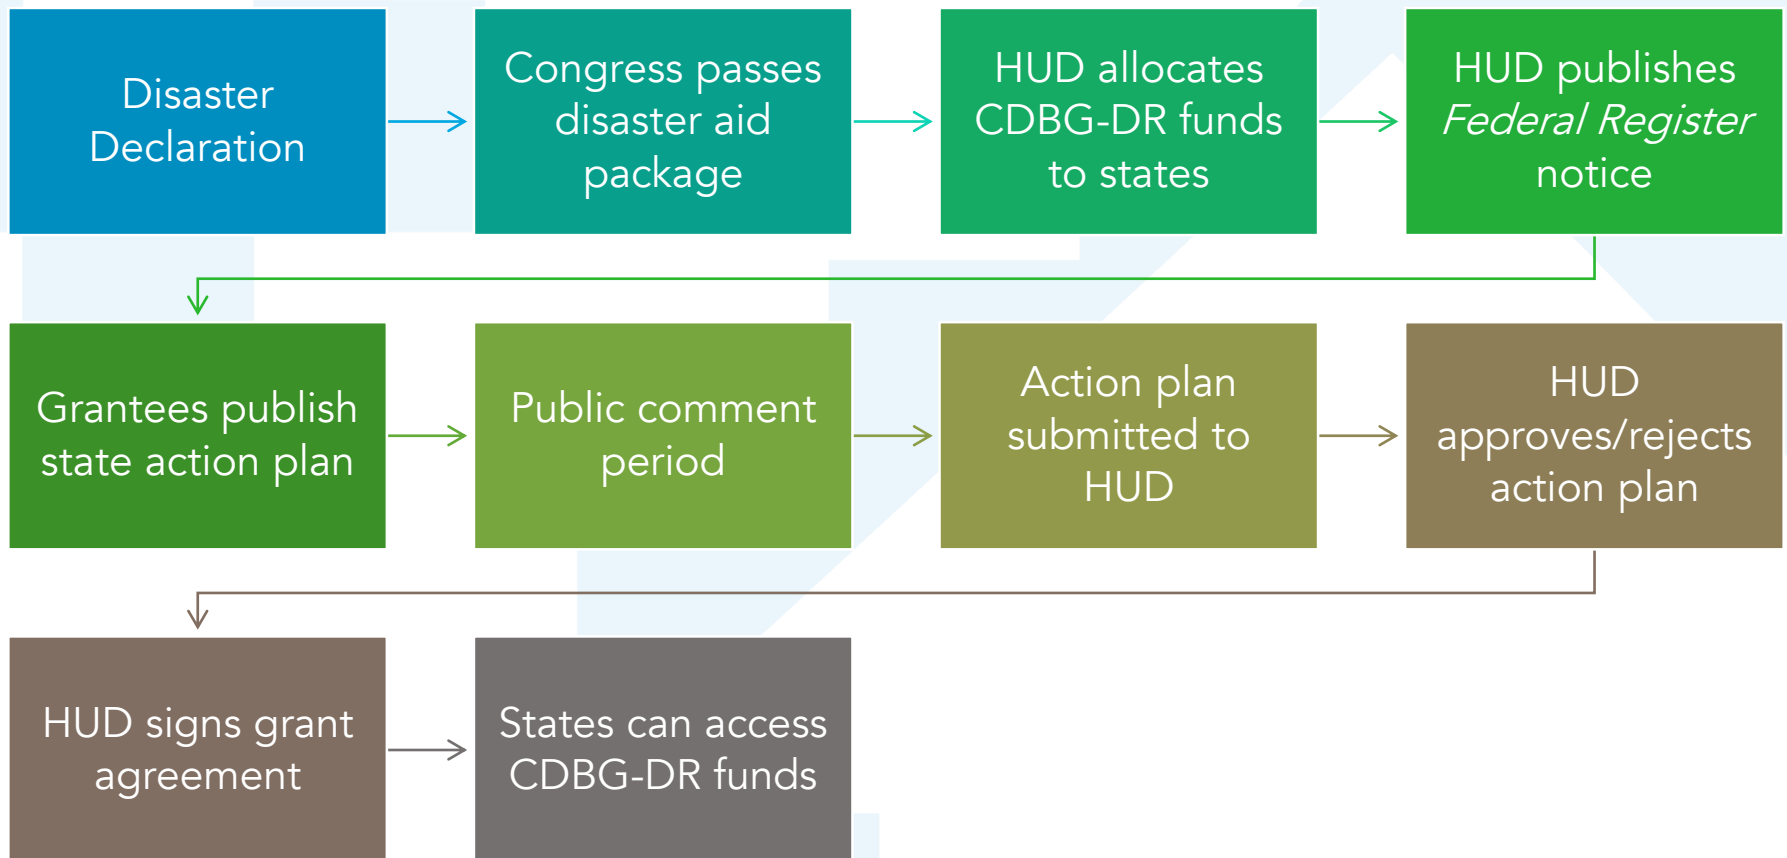 Disaster
Declaration
Congress passes
disaster aid
package
HUD allocates
CDBG-DR funds
to states
HUD publishes
Federal Register
notice
Grantees publish
state action plan
Public comment
period
Action plan
submitted to
HUD
HUD
approves/rejects
action plan
HUD signs grant
agreement
States can access
CDBG-DR funds